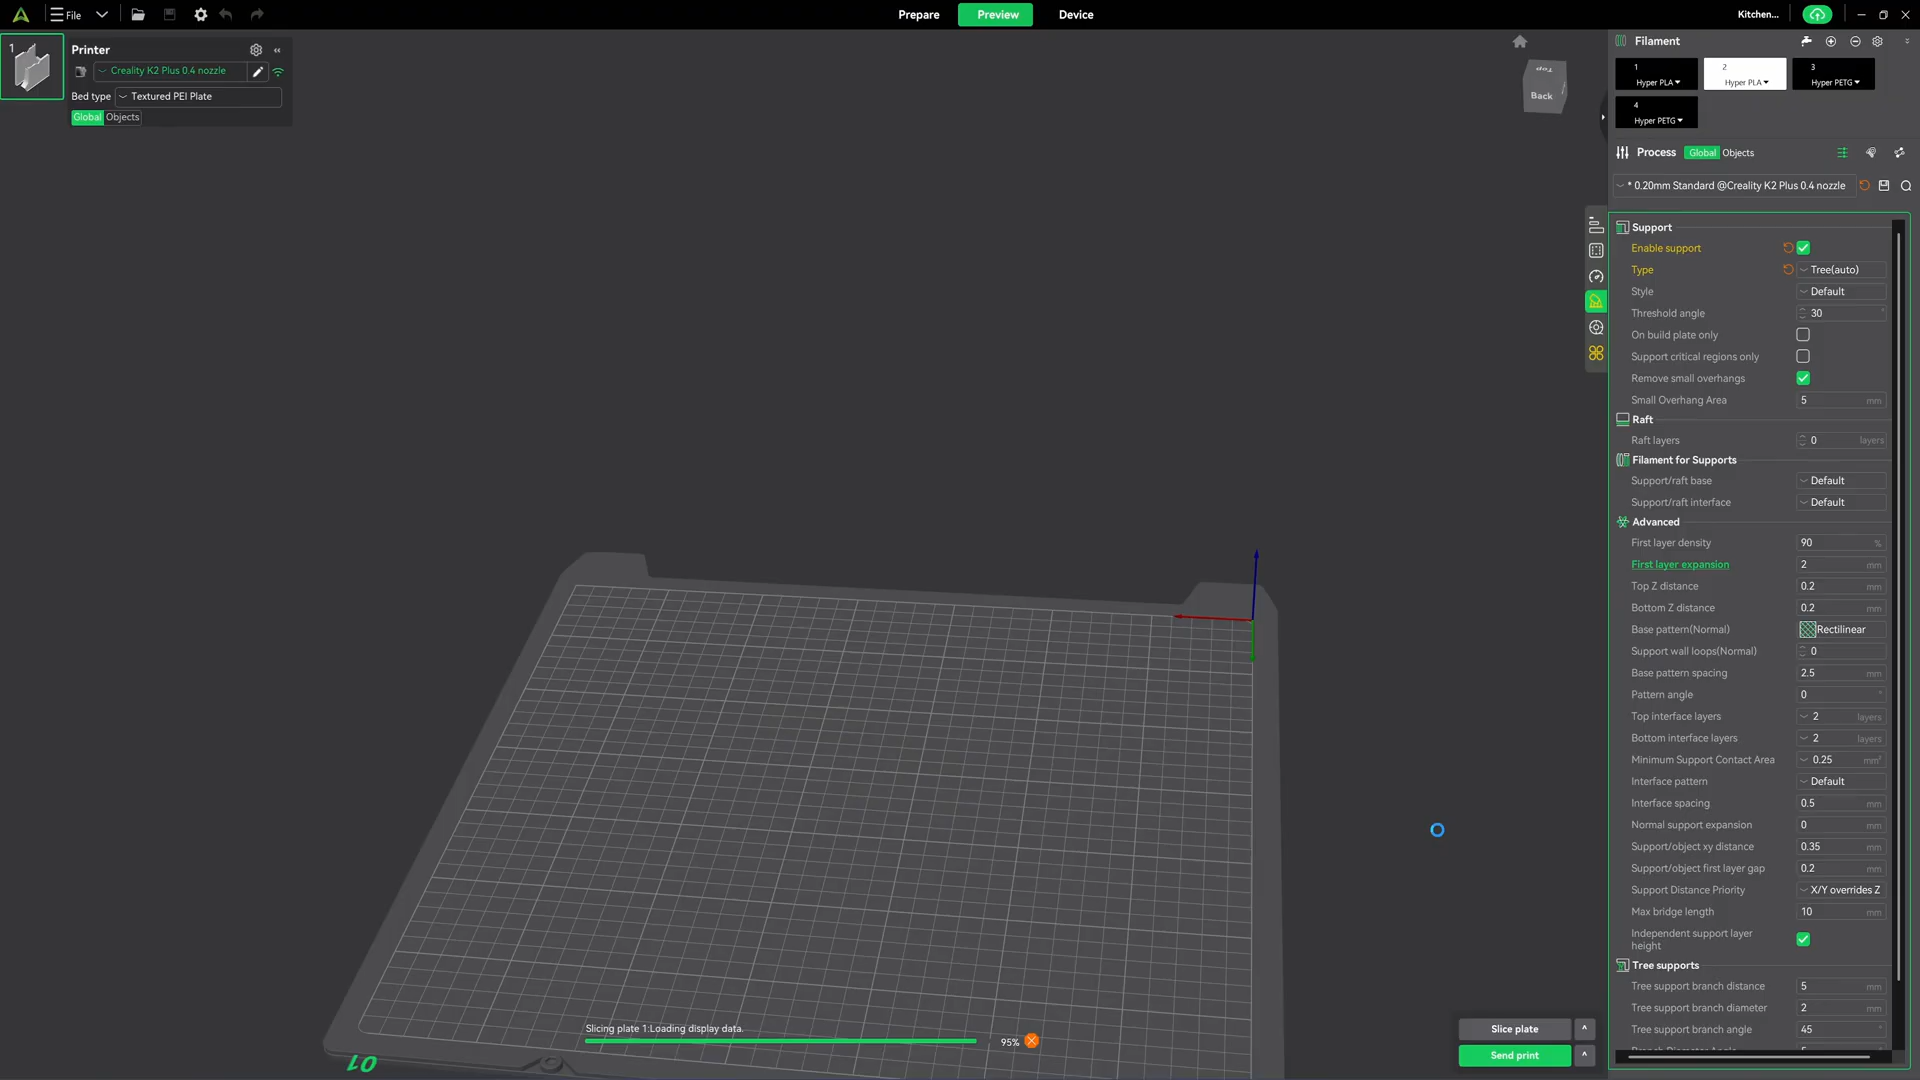 File
Prepare
Preview
Device
Kitchen...
1
Printer
Creality K2 Plus 0.4 nozzle
Bed type
Textured PEI Plate
Global
Objects
Top
Back
Filament
1
Hyper PLA
2
Hyper PLA
3
Hyper PETG
4
Hyper PETG
Process
Global
Objects
* 0.20mm Standard @Creality K2 Plus 0.4 nozzle
Support
Enable support
Type
Tree(auto)
Style
Default
Threshold angle
30 °
On build plate only
Support critical regions only
Remove small overhangs
Small Overhang Area
5 mm
Raft
Raft layers
0 layers
Filament for Supports
Support/raft base
Default
Support/raft interface
Default
Advanced
First layer density
90 %
First layer expansion
2 mm
Top Z distance
0.2 mm
Bottom Z distance
0.2 mm
Base pattern(Normal)
Rectilinear
Support wall loops(Normal)
0
Base pattern spacing
2.5 mm
Pattern angle
0 °
Top interface layers
2 layers
Bottom interface layers
2 layers
Minimum Support Contact Area
0.25 mm²
Interface pattern
Default
Interface spacing
0.5 mm
Normal support expansion
0 mm
Support/object xy distance
0.35 mm
Support/object first layer gap
0.2 mm
Support Distance Priority
X/Y overrides Z
Max bridge length
10 mm
Independent support layer
height
Tree supports
Tree support branch distance
5 mm
Tree support branch diameter
2 mm
Tree support branch angle
45 °
Slicing plate 1:Loading display data.
95%
Slice plate
Send print
01